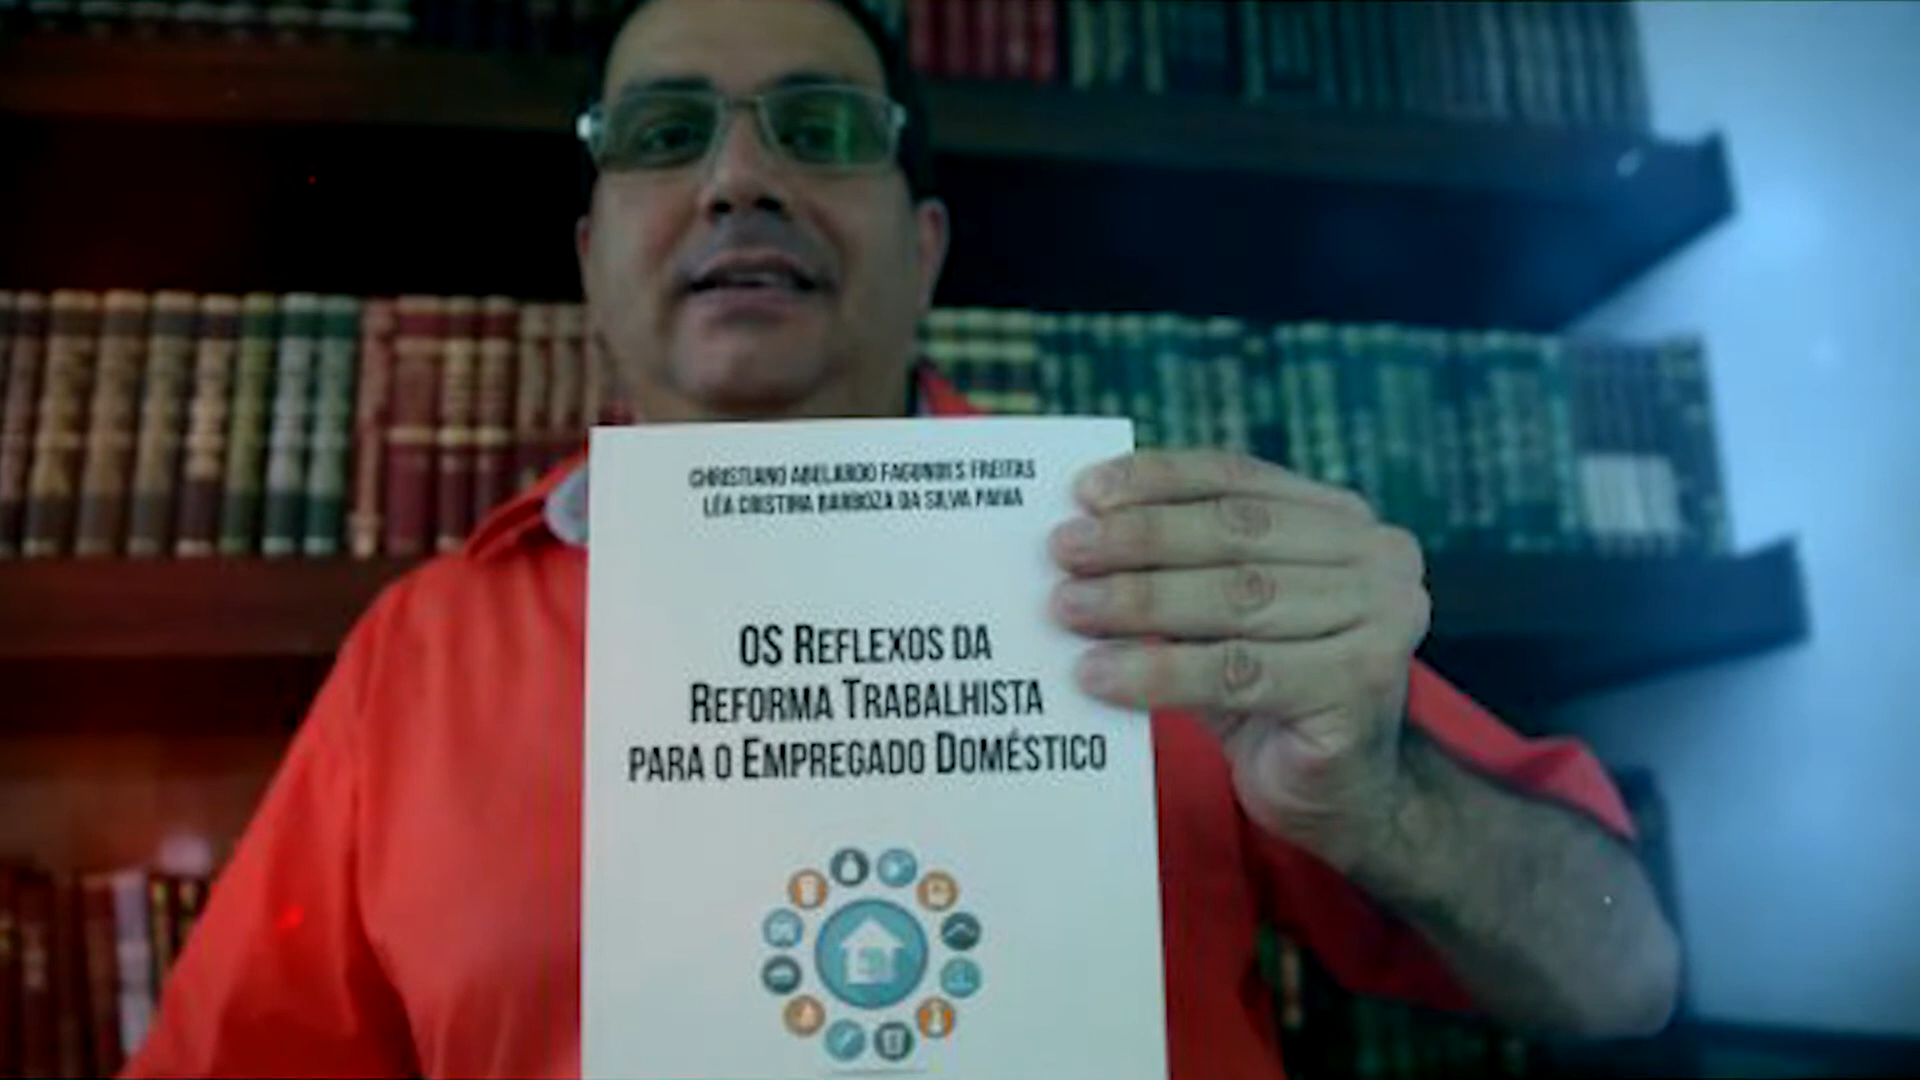 CHRISTIANO ABELARDO FAGUNDES FREITAS
LÉA CRISTINA BARBOZA DA SILVA PAIVA
OS REFLEXOS DA
REFORMA TRABALHISTA
PARA O EMPREGADO DOMÉSTICO